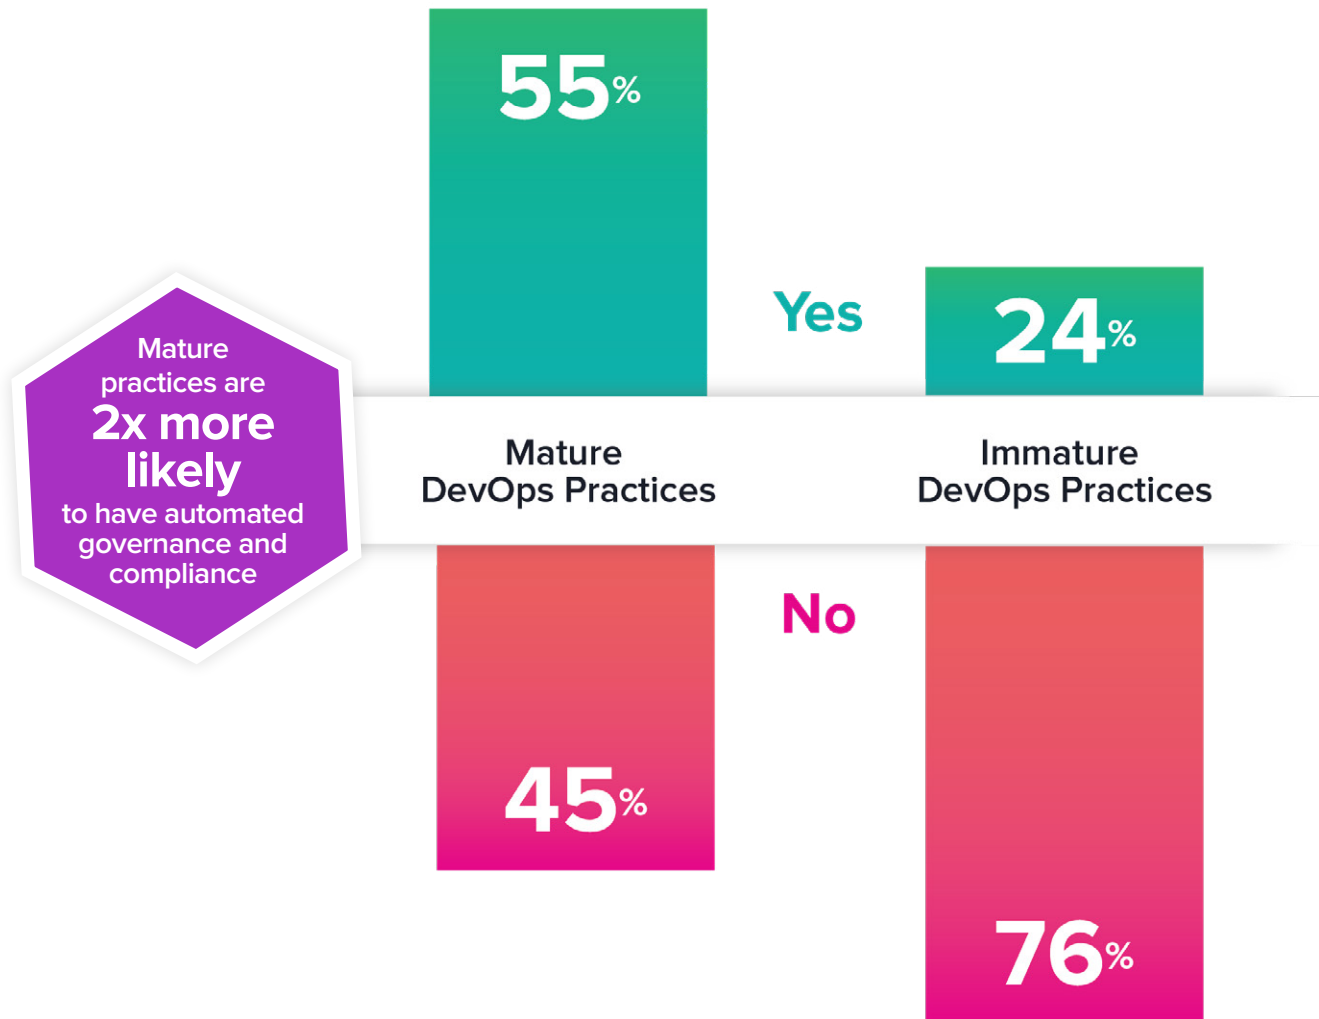 55%
Yes
24%
Mature
practices are
2x more
likely
to have automated
governance and
compliance
Mature
DevOps Practices
Immature
DevOps Practices
No
45%
76%